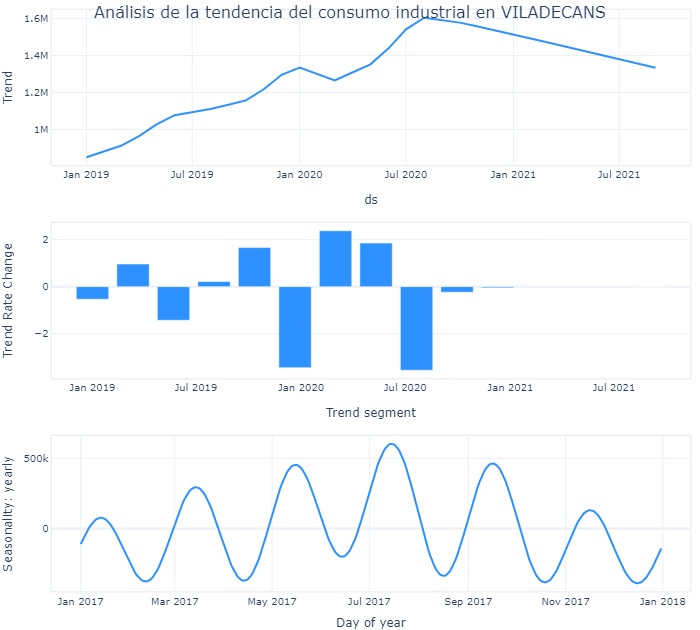 Análisis de la tendencia del consumo industrial en VILADECANS
Trend
1.6M
1.4M
1.2M
1M
Jan 2019 Jul 2019 Jan 2020 Jul 2020 Jan 2021 Jul 2021
ds
Trend Rate Change
2
0
−2
Jan 2019 Jul 2019 Jan 2020 Jul 2020 Jan 2021 Jul 2021
Trend segment
Seasonality: yearly
500k
0
Jan 2017 Mar 2017 May 2017 Jul 2017 Sep 2017 Nov 2017 Jan 2018
Day of year